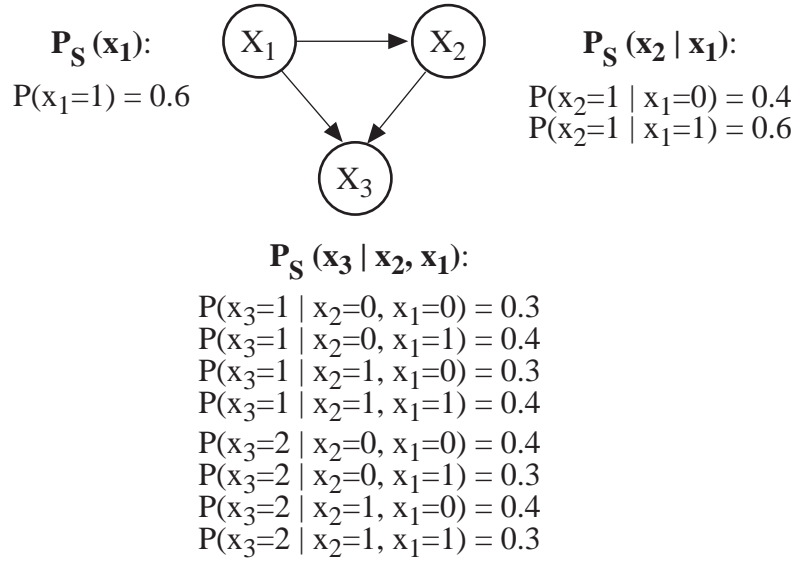 P_S (x_1):
P(x_1=1) = 0.6
X_1
X_2
X_3
P_S (x_2 | x_1):
P(x_2=1 | x_1=0) = 0.4
P(x_2=1 | x_1=1) = 0.6
P_S (x_3 | x_2, x_1):
P(x_3=1 | x_2=0, x_1=0) = 0.3
P(x_3=1 | x_2=0, x_1=1) = 0.4
P(x_3=1 | x_2=1, x_1=0) = 0.3
P(x_3=1 | x_2=1, x_1=1) = 0.4
P(x_3=2 | x_2=0, x_1=0) = 0.4
P(x_3=2 | x_2=0, x_1=1) = 0.3
P(x_3=2 | x_2=1, x_1=0) = 0.4
P(x_3=2 | x_2=1, x_1=1) = 0.3